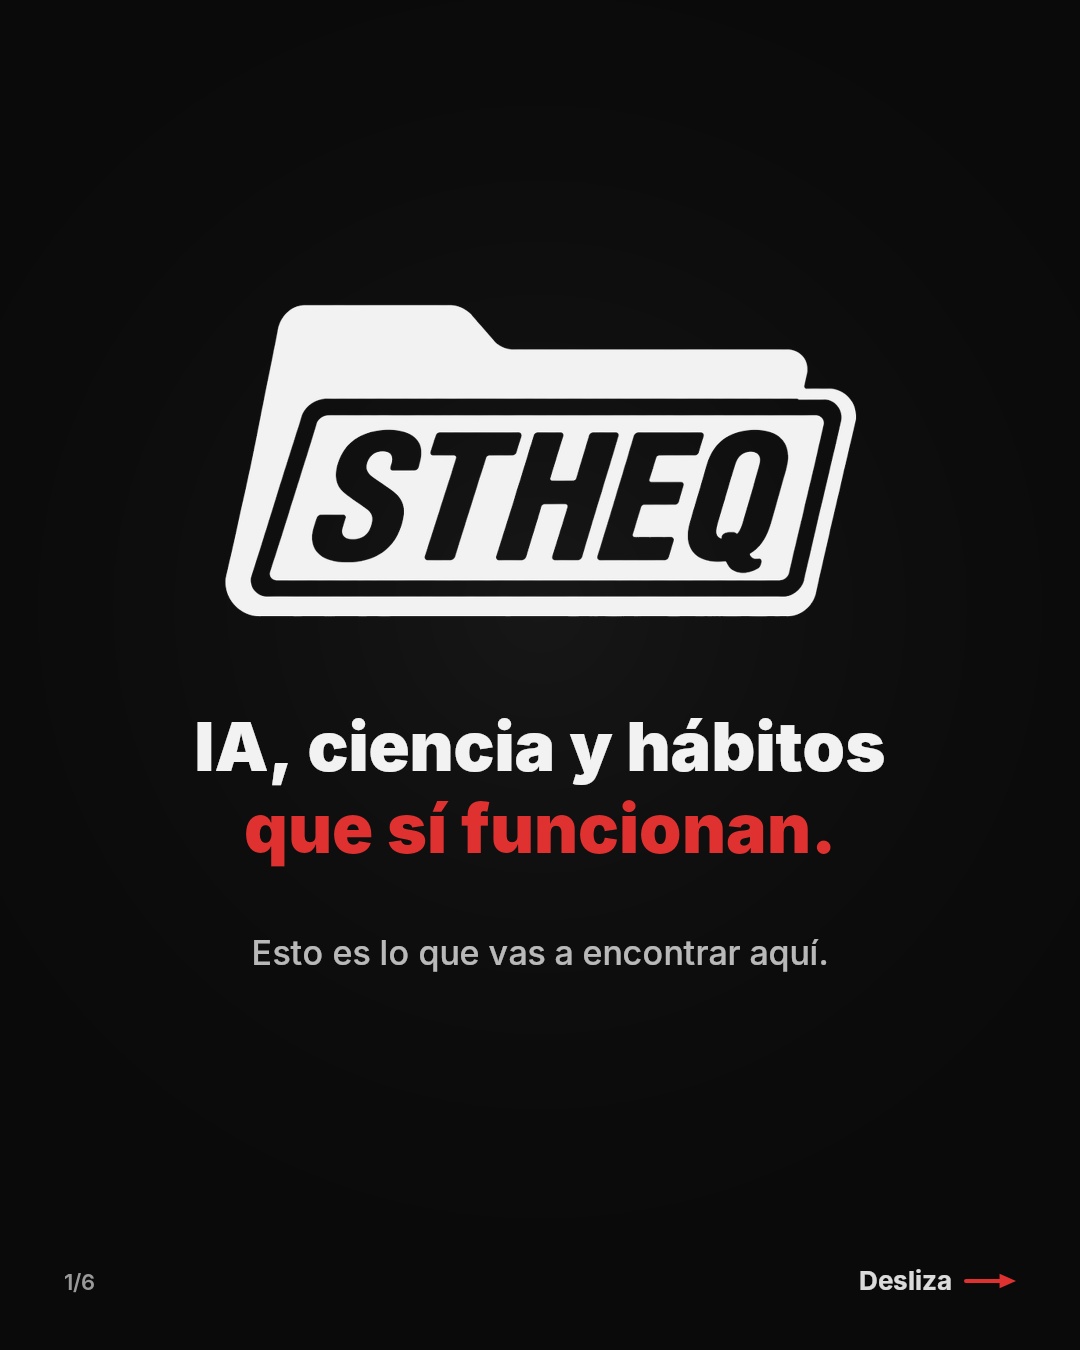 STHEQ
IA, ciencia y hábitos
que sí funcionan.
Esto es lo que vas a encontrar aquí.
1/6
Desliza